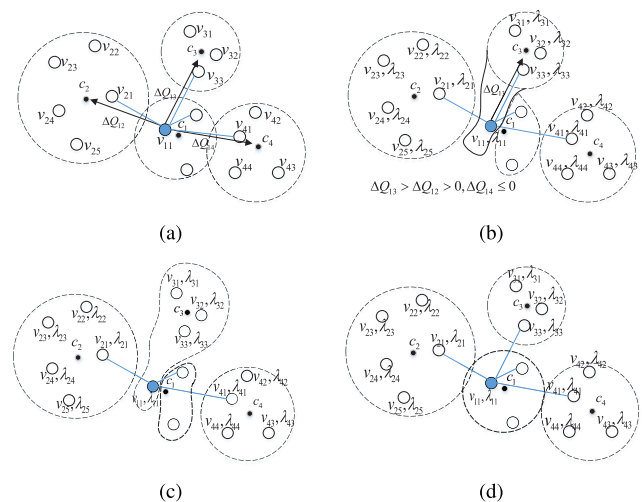 v31
v32
c3
v33
v22
v23
c2
v21
v24
v25
ΔQ13
ΔQ12
ΔQ14
v11
c1
v41
v42
c4
v44
v43
(a)
v31, λ31
v32, λ32
c3
v33, λ33
v22, λ22
v23, λ23
c2
v21, λ21
v24, λ24
v25, λ25
ΔQ13
v11, λ11
c1
v42, λ42
v41, λ41
c4
v44, λ44
v43, λ43
ΔQ13 > ΔQ12 > 0, ΔQ14 ≤ 0
(b)
v31, λ31
c3
v32, λ32
v33, λ33
v22, λ22
v23, λ23
c2
v21, λ21
v24, λ24
v25, λ25
v11, λ11
c1
v42, λ42
v41, λ41
c4
v44, λ44
v43, λ43
(c)
v31, λ31
c3
v32, λ32
v33, λ33
v22, λ22
v23, λ23
c2
v21, λ21
v24, λ24
v25, λ25
v11, λ11
c1
v42, λ42
v41, λ41
c4
v44, λ44
v43, λ43
(d)